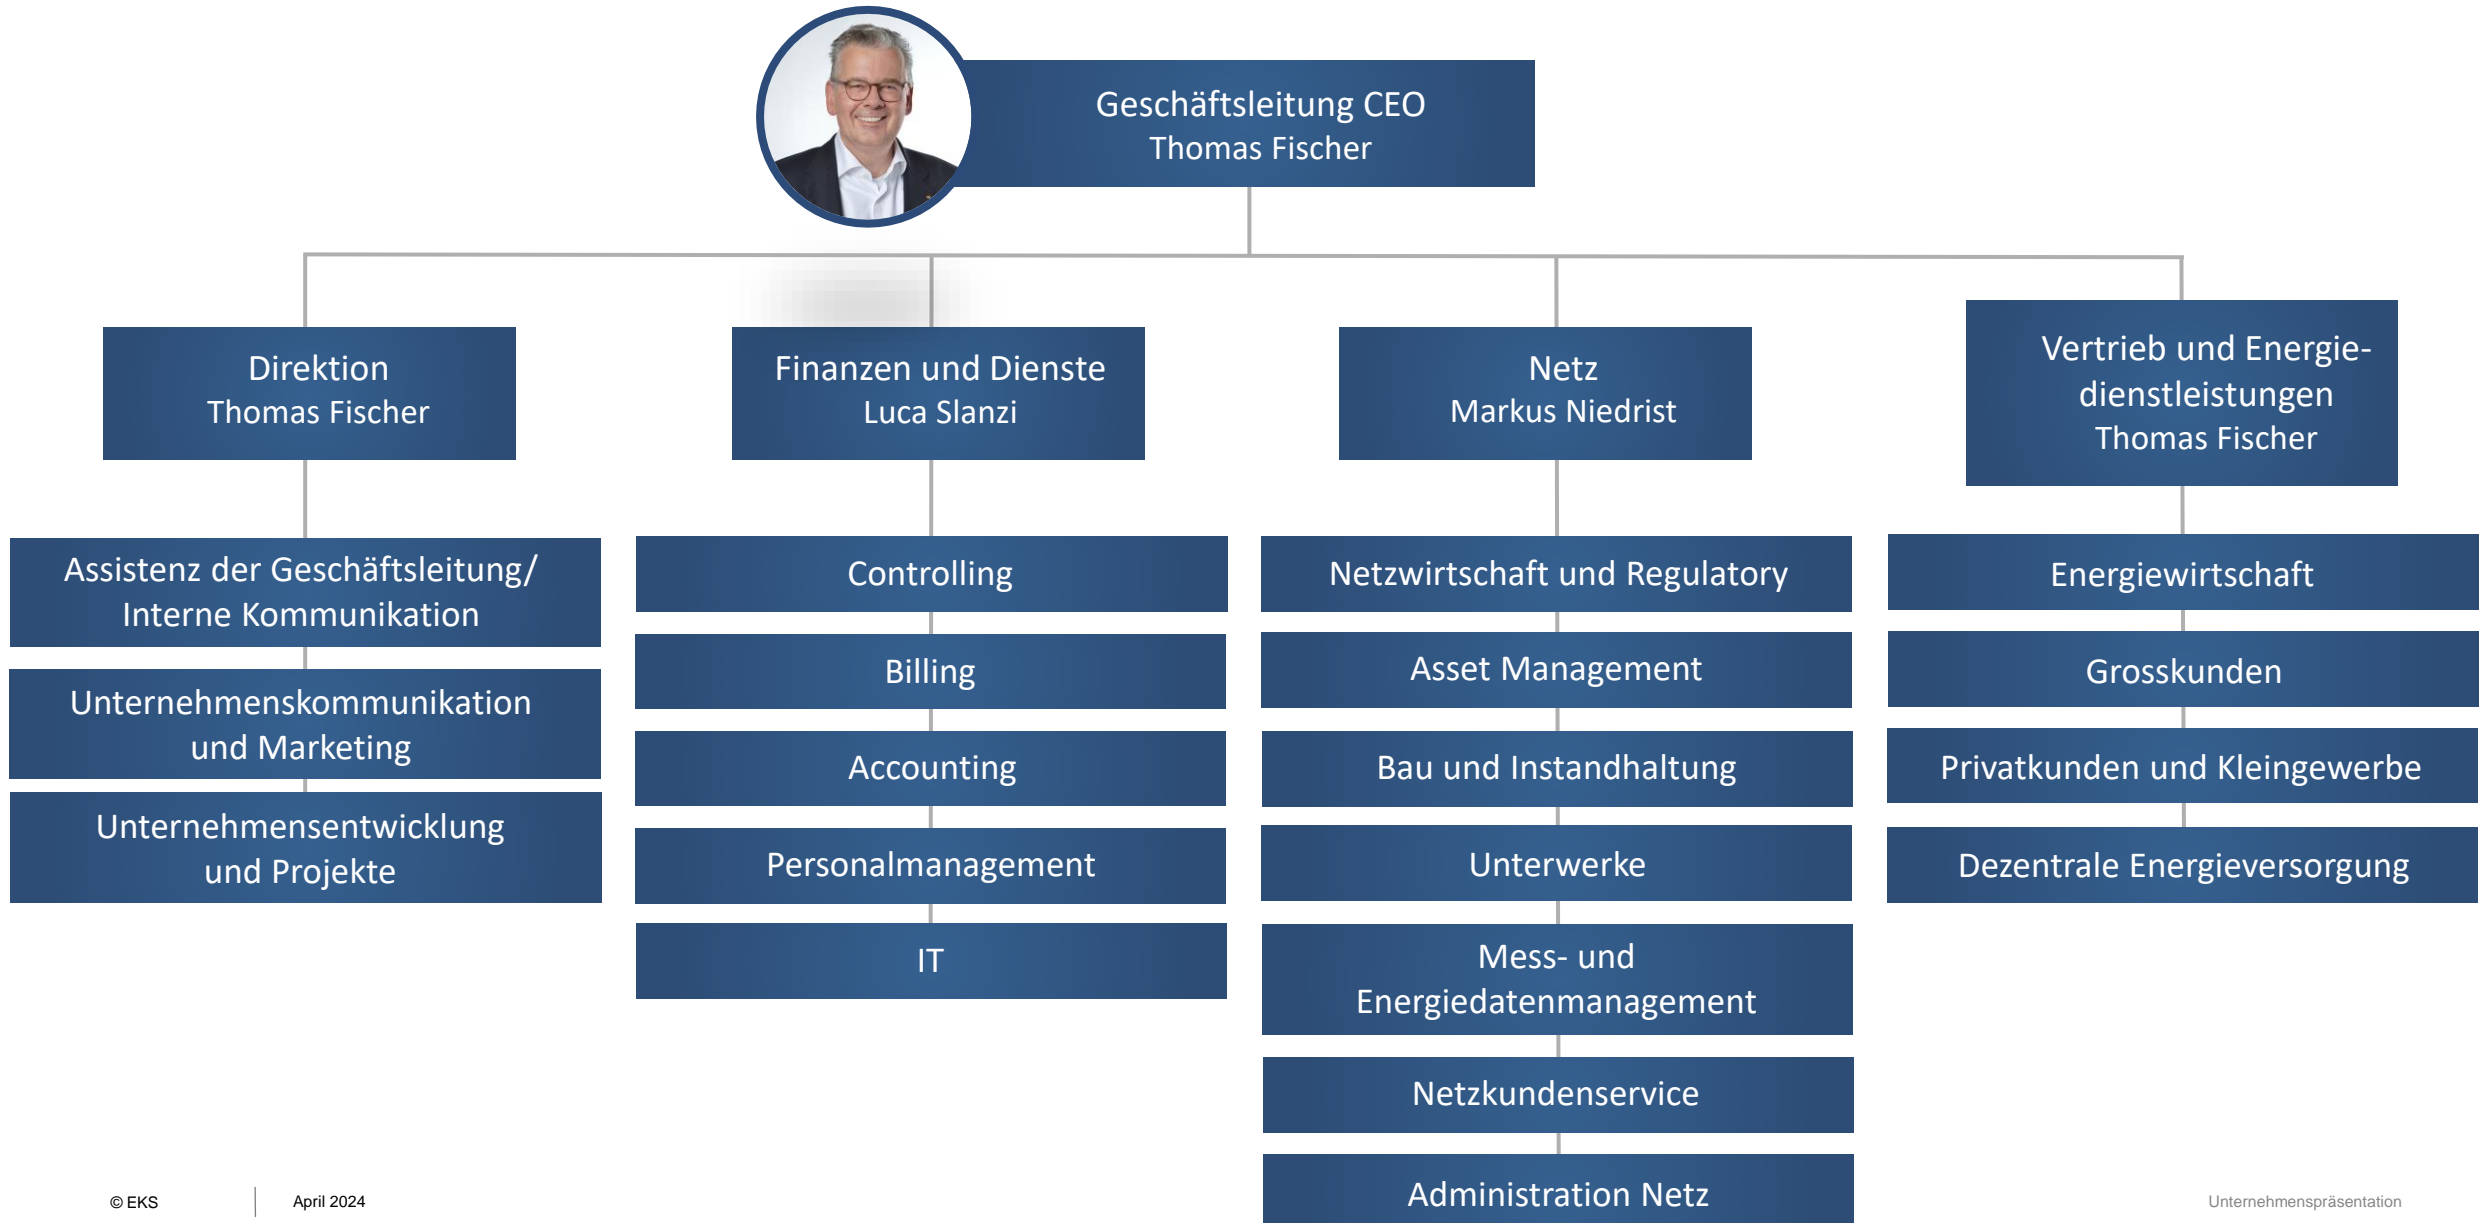 Geschäftsleitung CEO
Thomas Fischer
Direktion
Thomas Fischer
Finanzen und Dienste
Luca Slanzi
Netz
Markus Niedrist
Vertrieb und Energie-
dienstleistungen
Thomas Fischer
Assistenz der Geschäftsleitung/
Interne Kommunikation
Unternehmenskommunikation
und Marketing
Unternehmensentwicklung
und Projekte
Controlling
Billing
Accounting
Personalmanagement
IT
Netzwirtschaft und Regulatory
Asset Management
Bau und Instandhaltung
Unterwerke
Mess- und
Energiedatenmanagement
Netzkundenservice
Administration Netz
Energiewirtschaft
Grosskunden
Privatkunden und Kleingewerbe
Dezentrale Energieversorgung
© EKS
April 2024
Unternehmenspräsentation